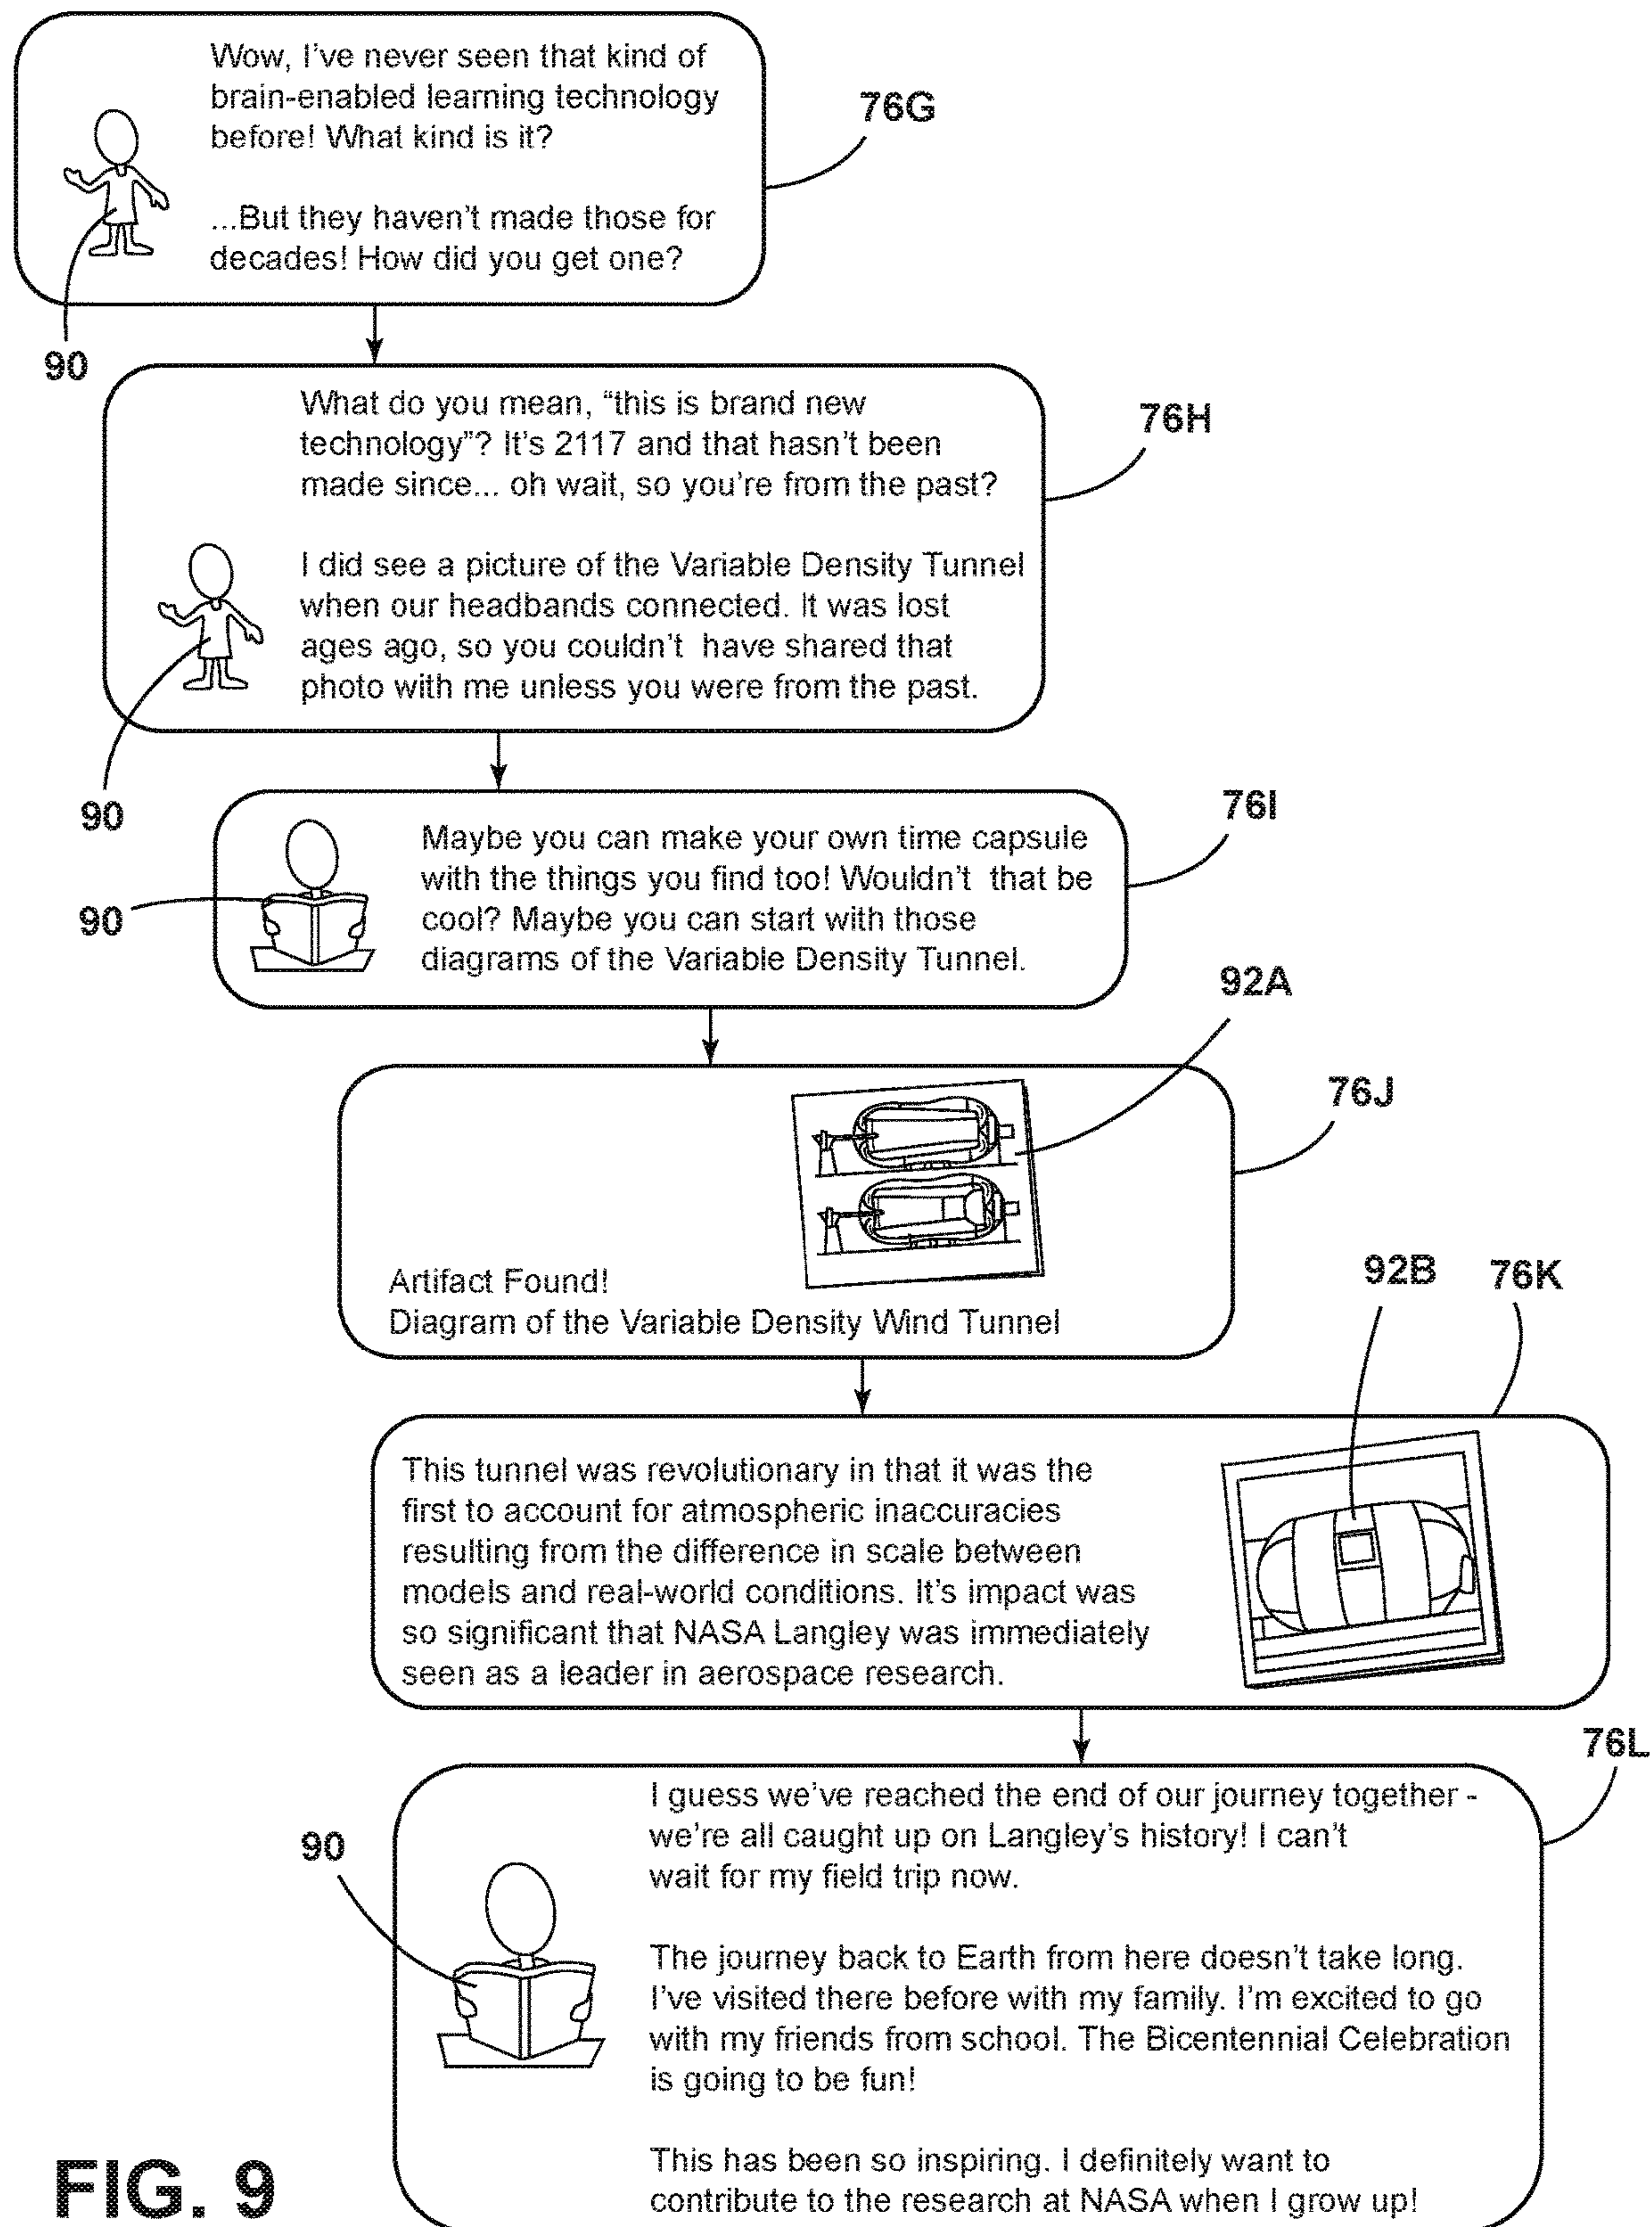 Wow, I've never seen that kind of
brain-enabled learning technology
before! What kind is it?
...But they haven't made those for
decades! How did you get one?
76G
90
What do you mean, “this is brand new
technology”? It's 2117 and that hasn't been
made since... oh wait, so you're from the past?
I did see a picture of the Variable Density Tunnel
when our headbands connected. It was lost
ages ago, so you couldn't have shared that
photo with me unless you were from the past.
76H
90
Maybe you can make your own time capsule
with the things you find too! Wouldn't that be
cool? Maybe you can start with those
diagrams of the Variable Density Tunnel.
76I
90
92A
76J
Artifact Found!
Diagram of the Variable Density Wind Tunnel
92B
76K
This tunnel was revolutionary in that it was the
first to account for atmospheric inaccuracies
resulting from the difference in scale between
models and real-world conditions. It's impact was
so significant that NASA Langley was immediately
seen as a leader in aerospace research.
76L
90
I guess we've reached the end of our journey together -
we're all caught up on Langley's history! I can't
wait for my field trip now.
The journey back to Earth from here doesn't take long.
I've visited there before with my family. I'm excited to go
with my friends from school. The Bicentennial Celebration
is going to be fun!
This has been so inspiring. I definitely want to
contribute to the research at NASA when I grow up!
FIG. 9